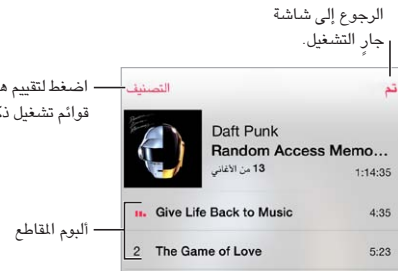 الرجوع إلى شاشة
جارٍ التشغيل.
تم
التصنيف
اضغط لتقييم
قوائم تشغيل
Daft Punk
Random Access Memo...
13 من الأغاني
1:14:35
Give Life Back to Music
4:35
ألبوم المقاطع
2 The Game of Love
5:23